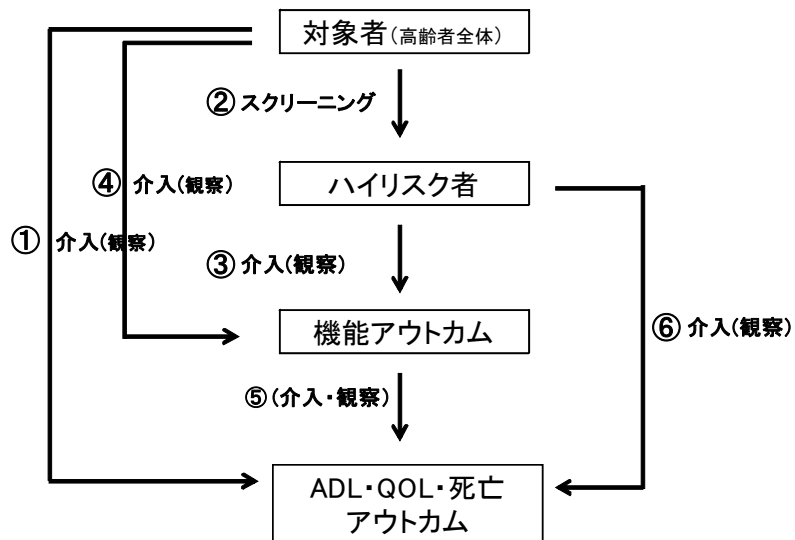 対象者(高齢者全体)
②スクリーニング
④ 介入(観察)
ハイリスク者
① 介入(観察)
③介入(観察)
機能アウトカム
⑥介入(観察)
⑤(介入・観察)
ADL・QOL・死亡
アウトカム